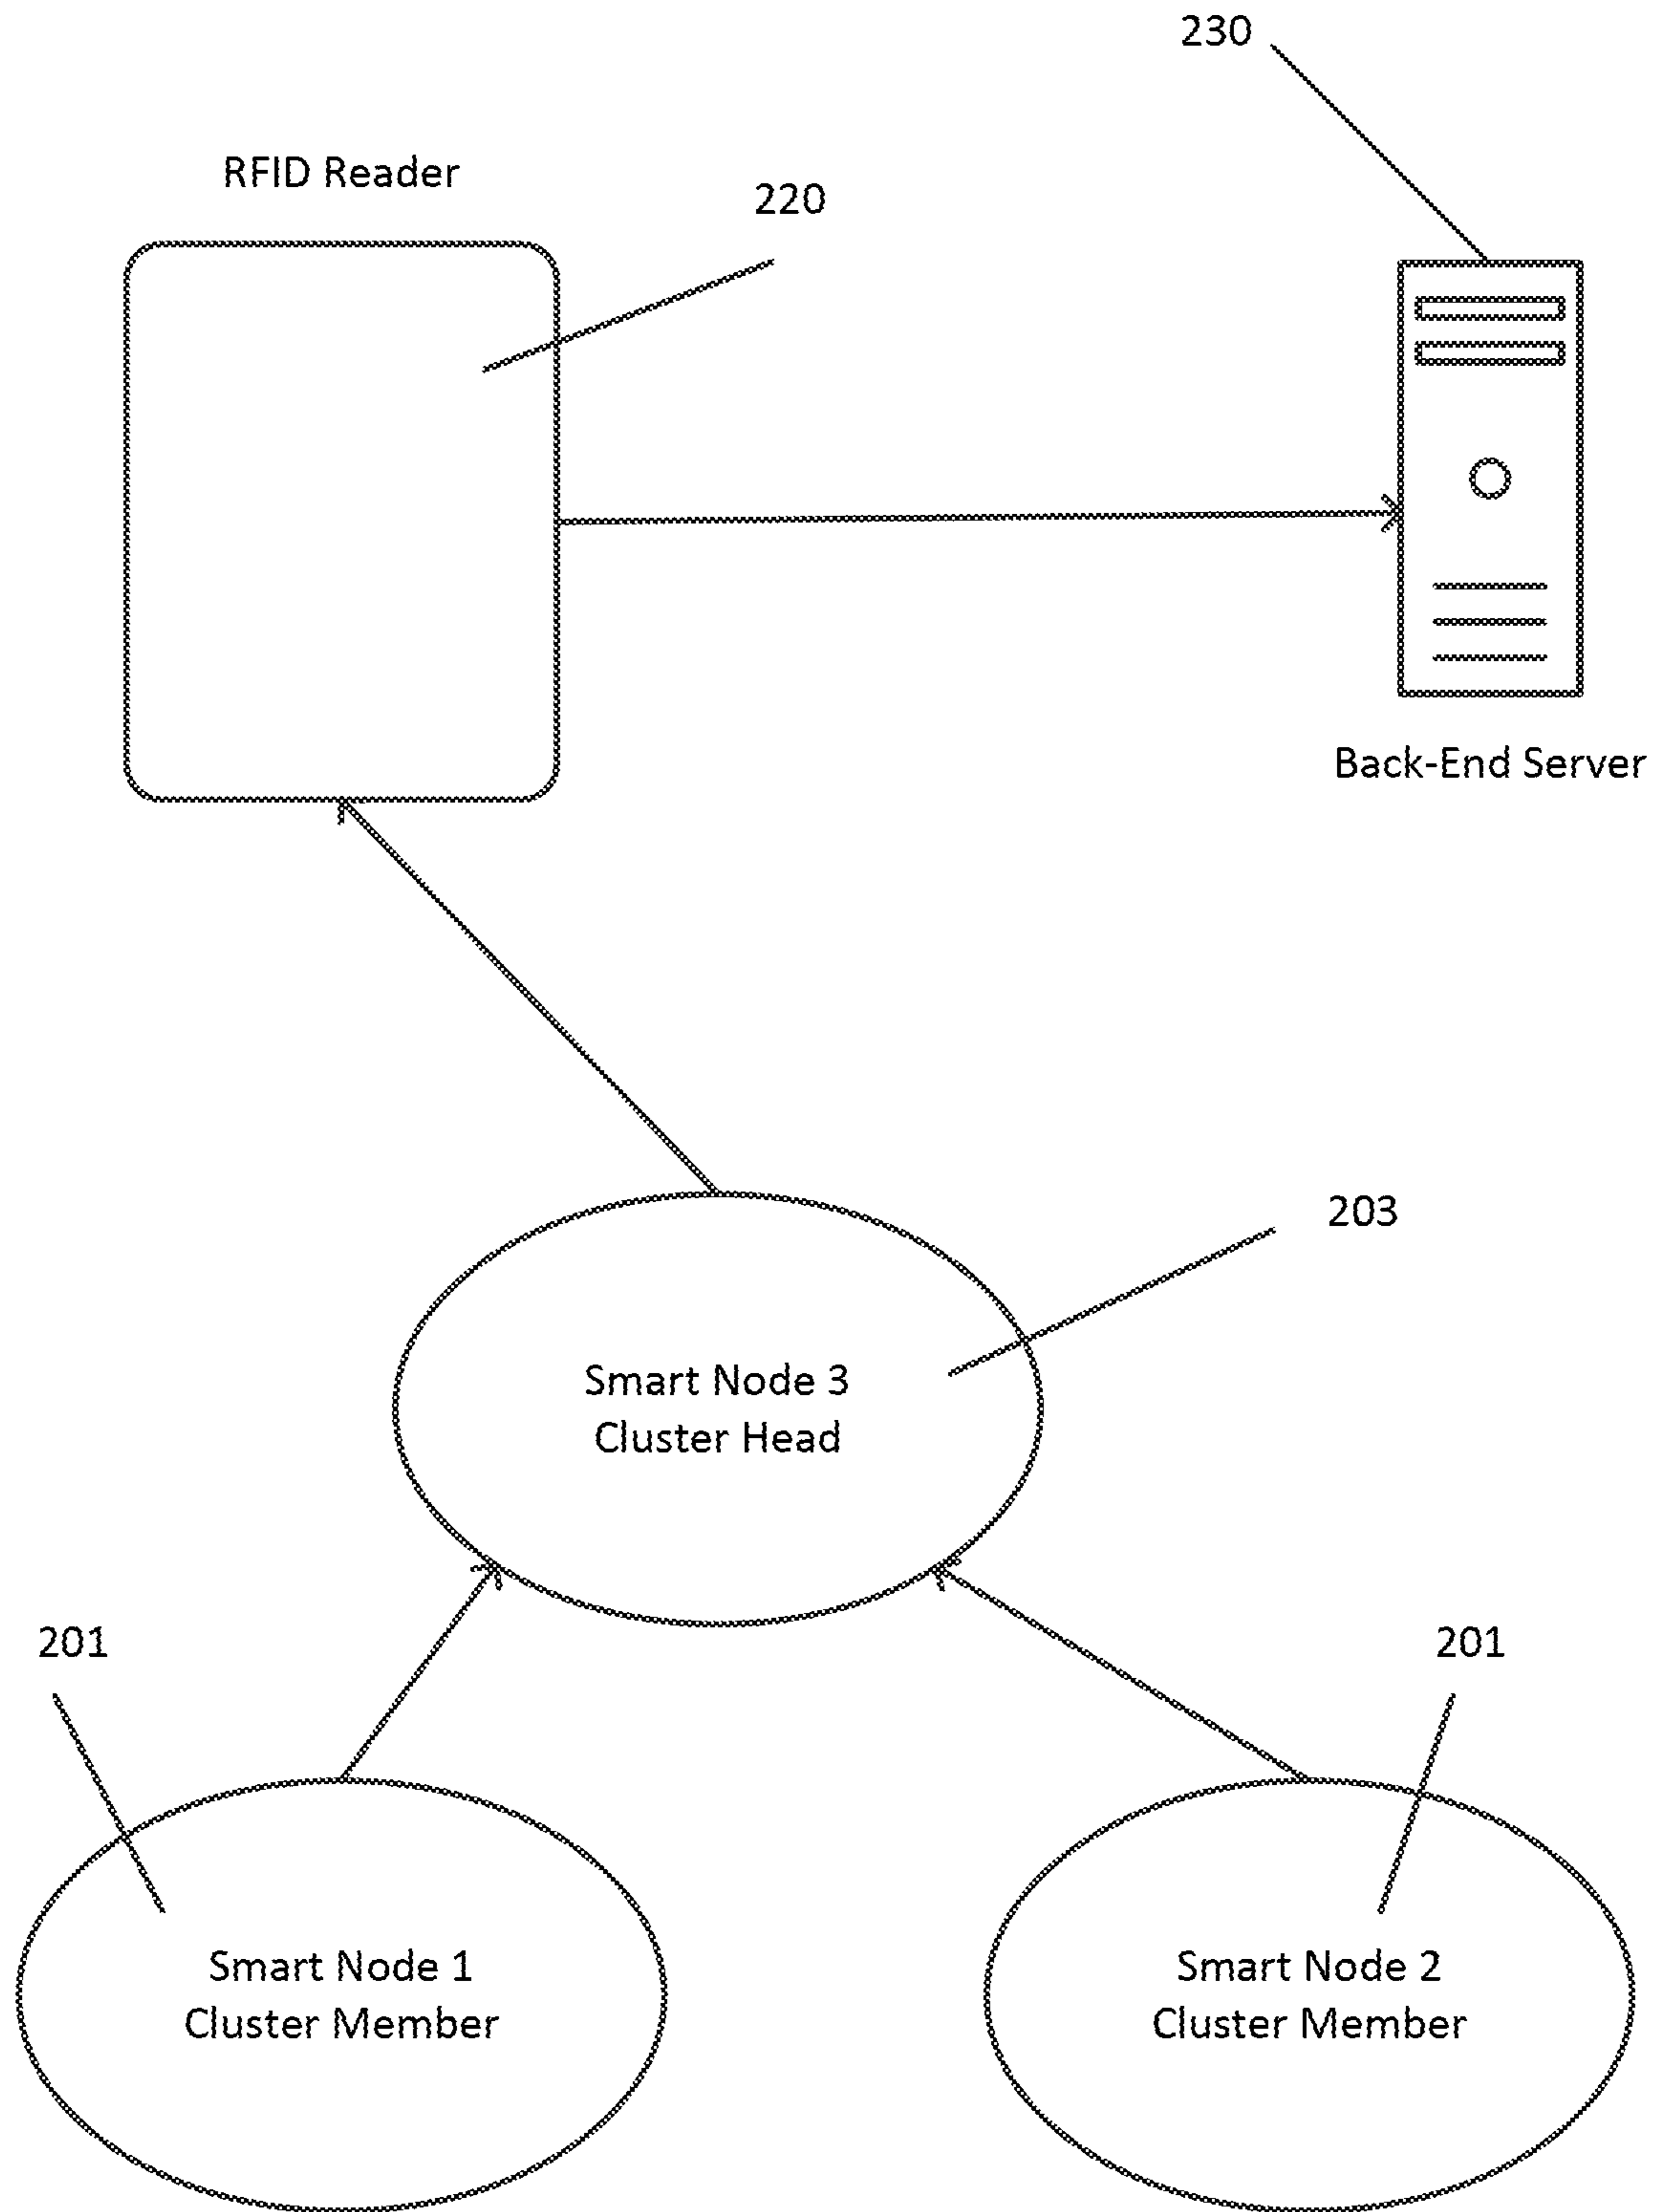 230
RFID Reader
220
Back-End Server
203
Smart Node 3
Cluster Head
201
201
Smart Node 1
Cluster Member
Smart Node 2
Cluster Member